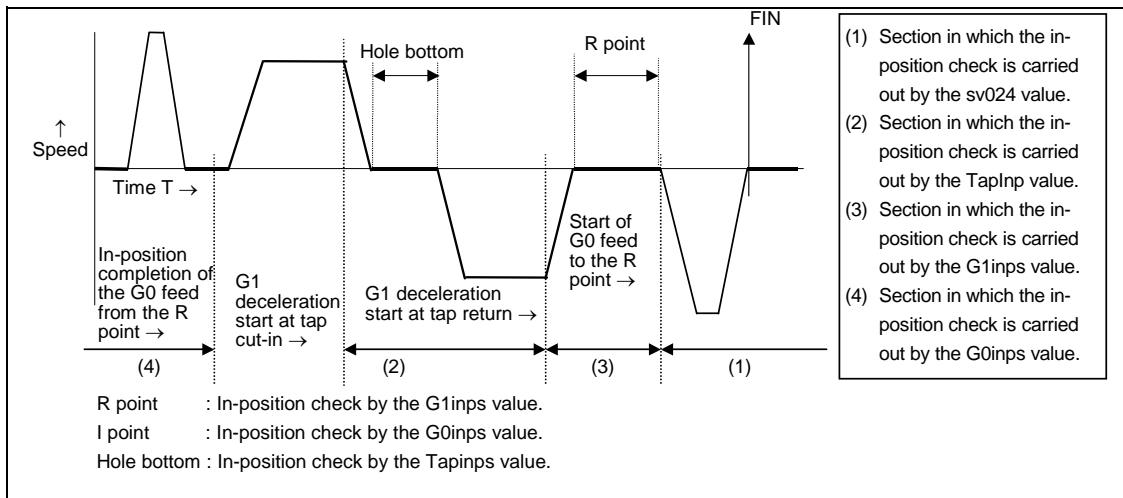 FIN
Hole bottom
R point
↑
Speed
Time T →
In-position
completion of
the G0 feed
from the R
point →
G1
deceleration
start at tap
cut-in →
G1 deceleration
start at tap return →
Start of
G0 feed
to the R
point →
(4)
(2)
(3)
(1)
R point : In-position check by the G1inps value.
I point : In-position check by the G0inps value.
Hole bottom : In-position check by the Tapinps value.
(1) Section in which the in-
position check is carried
out by the sv024 value.
(2) Section in which the in-
position check is carried
out by the TapInp value.
(3) Section in which the in-
position check is carried
out by the G1inps value.
(4) Section in which the in-
position check is carried
out by the G0inps value.